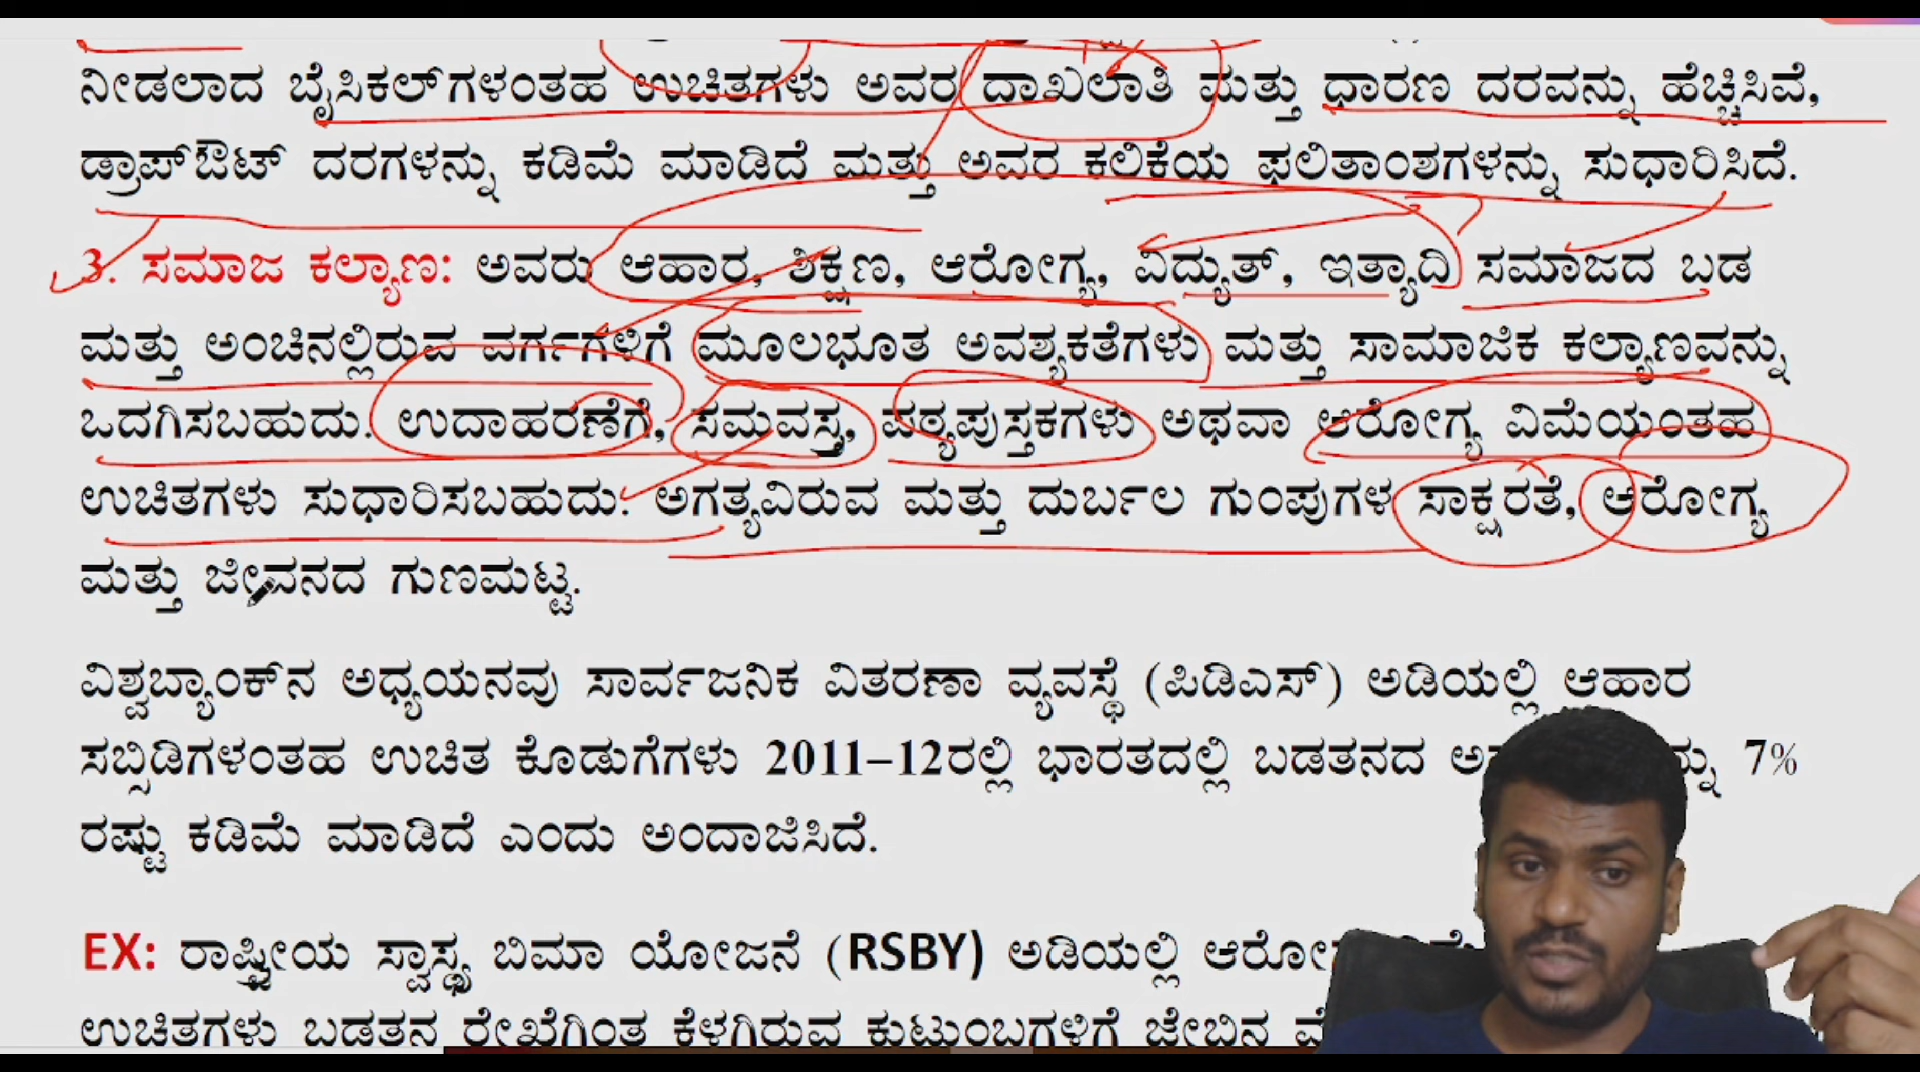 ನೀಡಲಾದ ಬೈಸಿಕಲ್‌ಗಳಂತಹ ಉಚಿತಗಳು ಅವರ ದಾಖಲಾತಿ ಮತ್ತು ಧಾರಣ ದರವನ್ನು ಹೆಚ್ಚಿಸಿವೆ,
ಡ್ರಾಪ್‌ಔಟ್ ದರಗಳನ್ನು ಕಡಿಮೆ ಮಾಡಿದೆ ಮತ್ತು ಅವರ ಕಲಿಕೆಯ ಫಲಿತಾಂಶಗಳನ್ನು ಸುಧಾರಿಸಿದೆ.
3. ಸಮಾಜ ಕಲ್ಯಾಣ: ಅವರು ಆಹಾರ, ಶಿಕ್ಷಣ, ಆರೋಗ್ಯ, ವಿದ್ಯುತ್, ಇತ್ಯಾದಿ ಸಮಾಜದ ಬಡ
ಮತ್ತು ಅಂಚಿನಲ್ಲಿರುವ ವರ್ಗಗಳಿಗೆ ಮೂಲಭೂತ ಅವಶ್ಯಕತೆಗಳು ಮತ್ತು ಸಾಮಾಜಿಕ ಕಲ್ಯಾಣವನ್ನು
ಒದಗಿಸಬಹುದು. ಉದಾಹರಣೆಗೆ, ಸಮವಸ್ತ್ರ, ಪಠ್ಯಪುಸ್ತಕಗಳು ಅಥವಾ ಆರೋಗ್ಯ ವಿಮೆಯಂತಹ
ಉಚಿತಗಳು ಸುಧಾರಿಸಬಹುದು. ಅಗತ್ಯವಿರುವ ಮತ್ತು ದುರ್ಬಲ ಗುಂಪುಗಳ ಸಾಕ್ಷರತೆ, ಆರೋಗ್ಯ
ಮತ್ತು ಜೀವನದ ಗುಣಮಟ್ಟ.
ವಿಶ್ವಬ್ಯಾಂಕ್‌ನ ಅಧ್ಯಯನವು ಸಾರ್ವಜನಿಕ ವಿತರಣಾ ವ್ಯವಸ್ಥೆ (ಪಿಡಿಎಸ್) ಅಡಿಯಲ್ಲಿ ಆಹಾರ
ಸಬ್ಸಿಡಿಗಳಂತಹ ಉಚಿತ ಕೊಡುಗೆಗಳು 2011–12ರಲ್ಲಿ ಭಾರತದಲ್ಲಿ ಬಡತನದ 7%
ರಷ್ಟು ಕಡಿಮೆ ಮಾಡಿದೆ ಎಂದು ಅಂದಾಜಿಸಿದೆ.
EX: ರಾಷ್ಟ್ರೀಯ ಸ್ವಾಸ್ಥ್ಯ ಬಿಮಾ ಯೋಜನೆ (RSBY) ಅಡಿಯಲ್ಲಿ
ಉಚಿತಗಳು ಬಡತನ ರೇಖೆಗಿಂತ ಕೆಳಗಿರುವ ಕುಟುಂಬಗಳಿಗೆ ಜೇಬಿನ